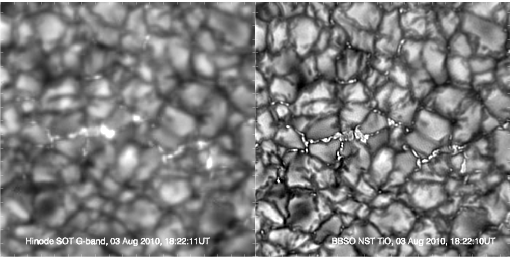 Hinode SOT G-band, 03 Aug 2010, 18:22:11UT
BBSO NST TiO, 03 Aug 2010, 18:22:10UT